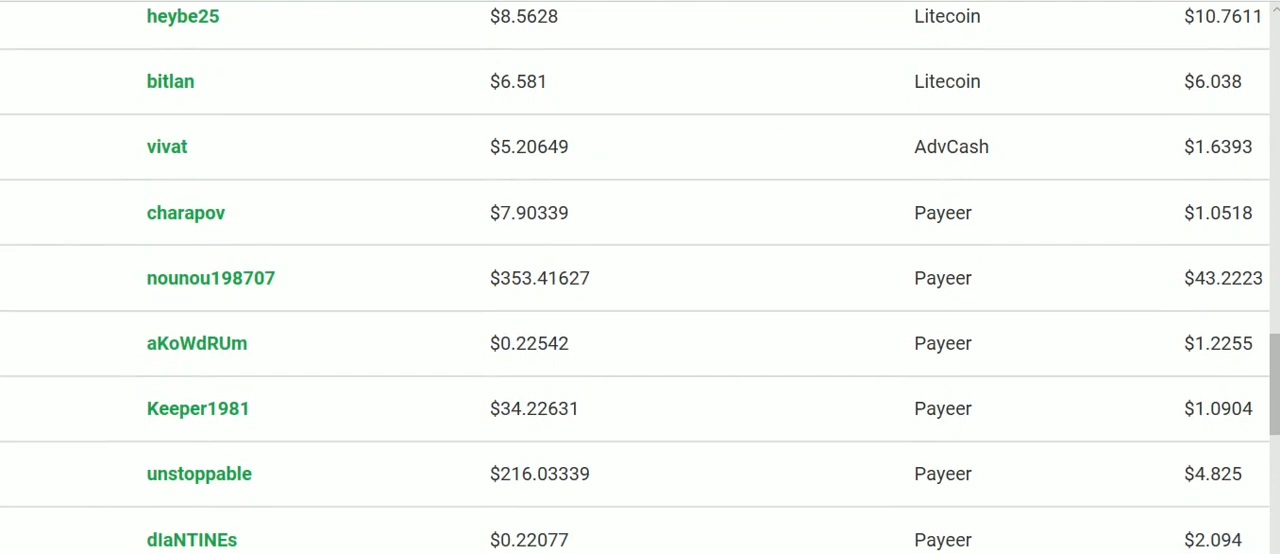 heybe25 $8.5628 Litecoin $10.7611
bitlan $6.581 Litecoin $6.038
vivat $5.20649 AdvCash $1.6393
charapov $7.90339 Payeer $1.0518
nounou198707 $353.41627 Payeer $43.2223
aKoWdRUm $0.22542 Payeer $1.2255
Keeper1981 $34.22631 Payeer $1.0904
unstoppable $216.03339 Payeer $4.825
dIaNTINEs $0.22077 Payeer $2.094